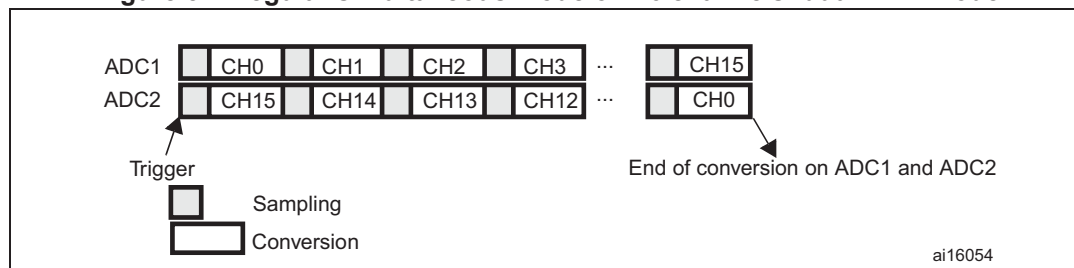 ADC1 CH0 CH1 CH2 CH3 ... CH15
ADC2 CH15 CH14 CH13 CH12 ... CH0
Trigger
End of conversion on ADC1 and ADC2
Sampling
Conversion
ai16054